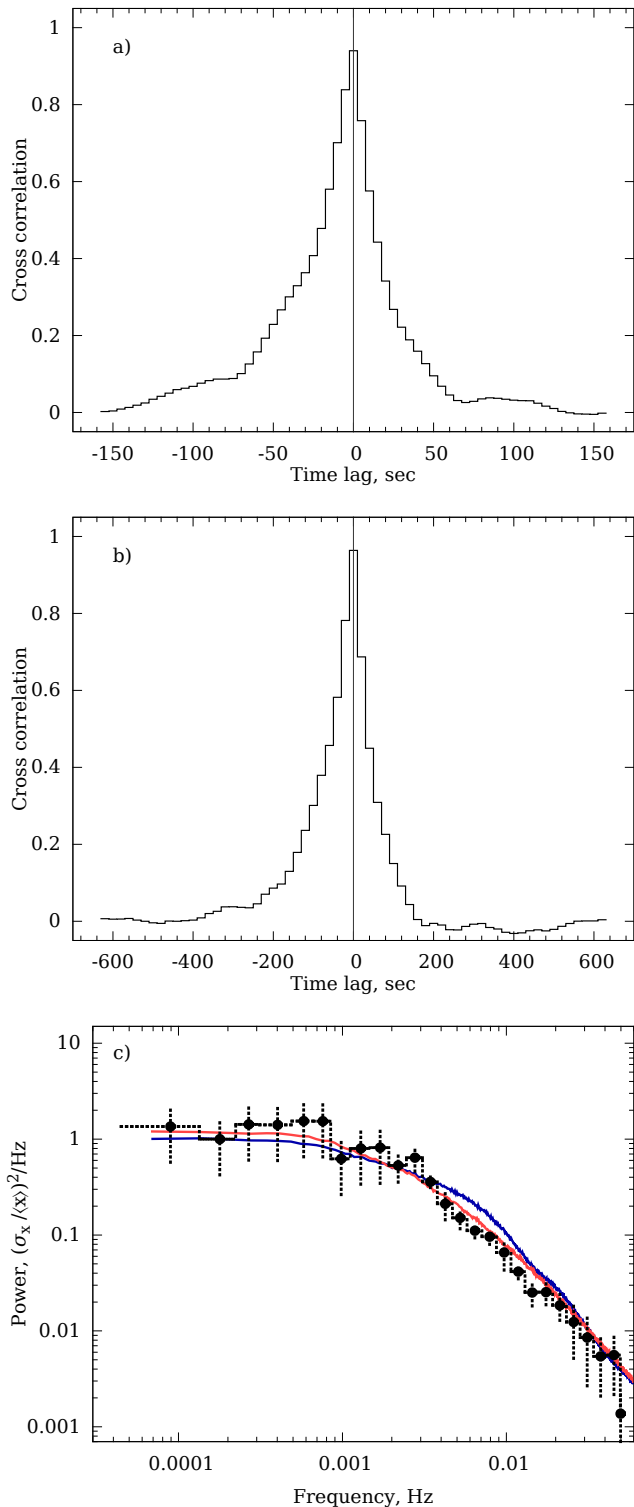 a)
Cross correlation
1
0.8
0.6
0.4
0.2
0
-150 -100 -50 0 50 100 150
Time lag, sec
b)
Cross correlation
1
0.8
0.6
0.4
0.2
0
-600 -400 -200 0 200 400 600
Time lag, sec
c)
Power, (σx /⟨x⟩)²/Hz
10
1
0.1
0.01
0.001
0.0001 0.001 0.01
Frequency, Hz